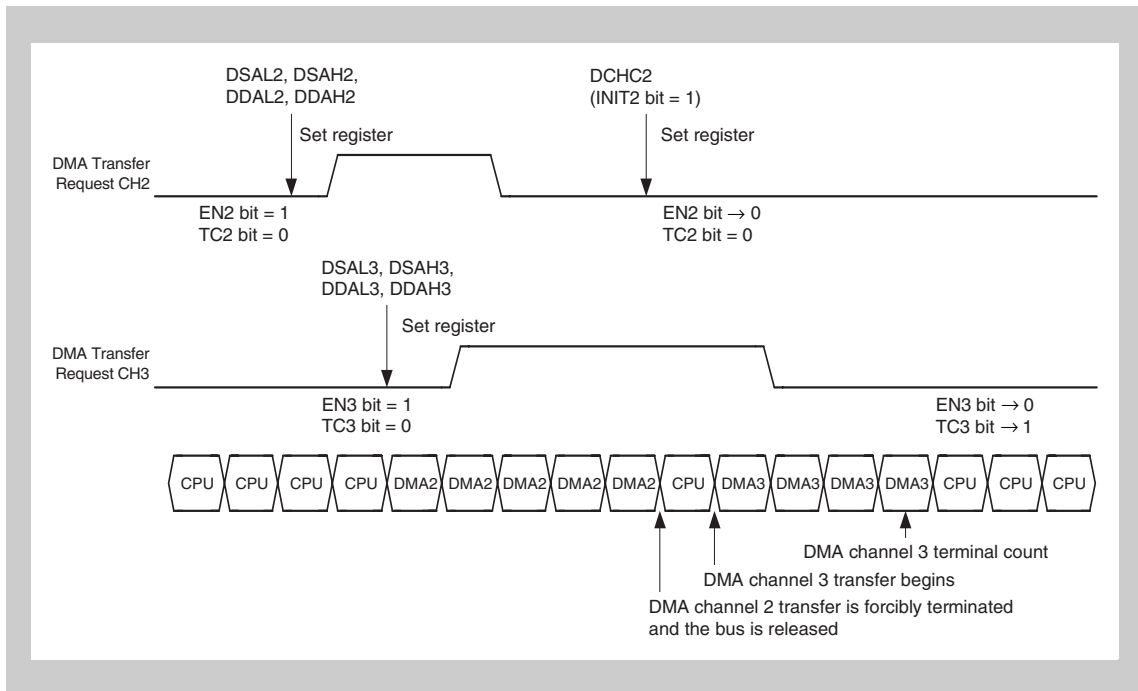 DSAL2, DSAH2,
DDAL2, DDAH2
Set register
DCHC2
(INIT2 bit = 1)
Set register
DMA Transfer
Request CH2
EN2 bit = 1
TC2 bit = 0
EN2 bit → 0
TC2 bit = 0
DSAL3, DSAH3,
DDAL3, DDAH3
Set register
DMA Transfer
Request CH3
EN3 bit = 1
TC3 bit = 0
EN3 bit → 0
TC3 bit → 1
CPU CPU CPU CPU DMA2 DMA2 DMA2 DMA2 DMA2 CPU DMA3 DMA3 DMA3 DMA3 CPU CPU CPU
DMA channel 3 terminal count
DMA channel 3 transfer begins
DMA channel 2 transfer is forcibly terminated
and the bus is released